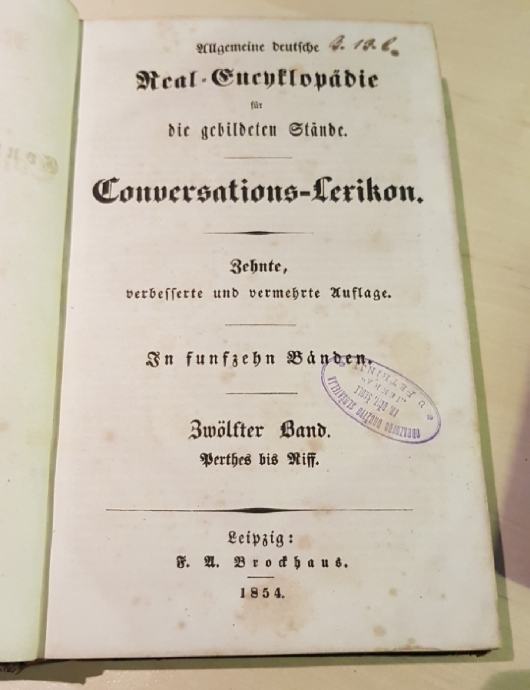 Allgemeine deutsche
Real-Encyklopädie
für
die gebildeten Stände.
Conversations-Lexikon.
Zehnte,
verbesserte und vermehrte Auflage.
In funfzehn Bänden.
Zwölfter Band.
Perthes bis Riff.
Leipzig:
F. A. Brockhaus.
1854.